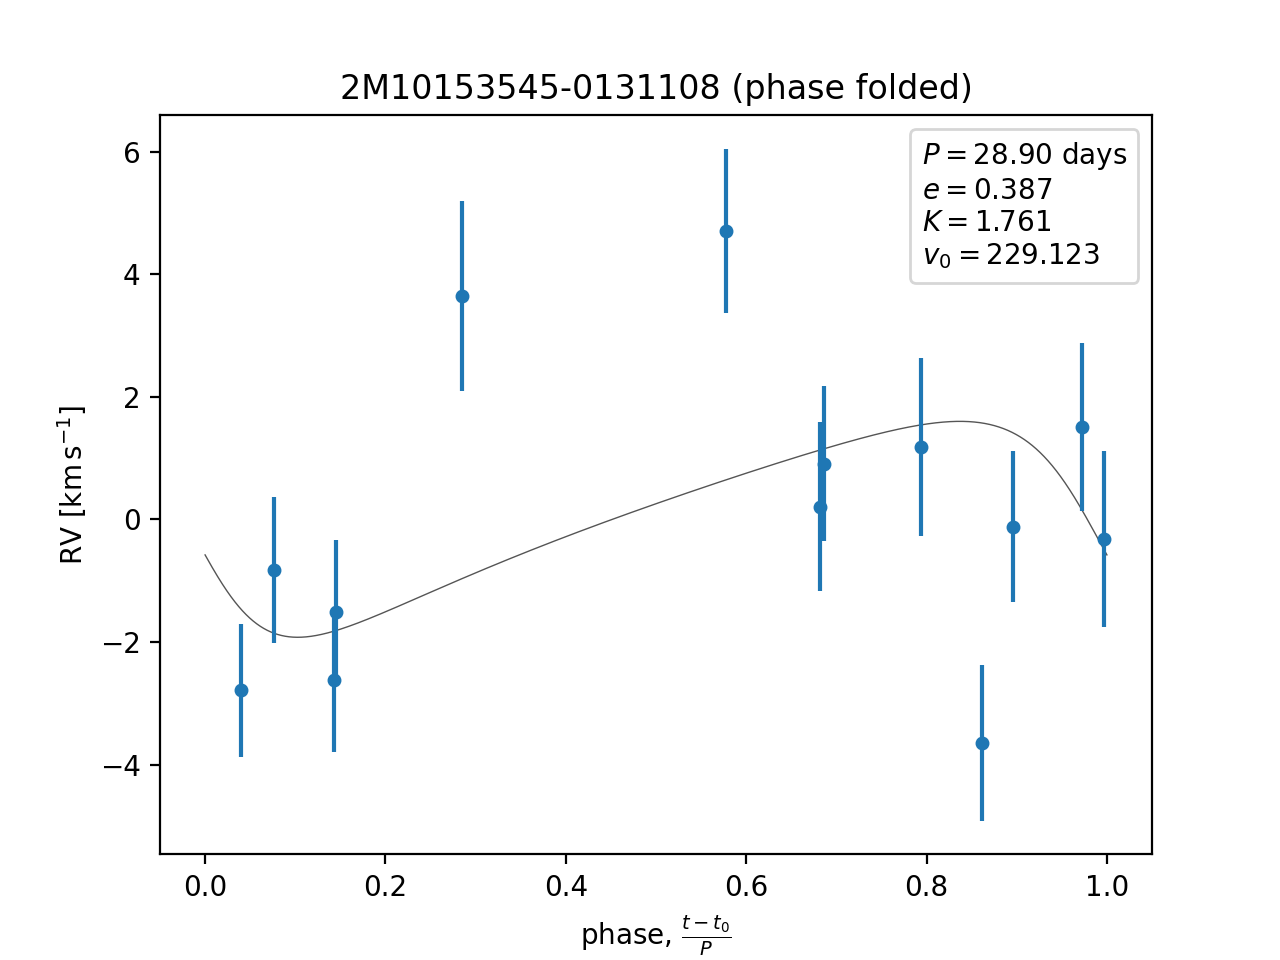 2M10153545-0131108 (phase folded)
P = 28.90 days
e = 0.387
K = 1.761
v₀ = 229.123
6
4
2
0
−2
−4
RV [km s⁻¹]
0.0 0.2 0.4 0.6 0.8 1.0
phase, (t − t₀)/P